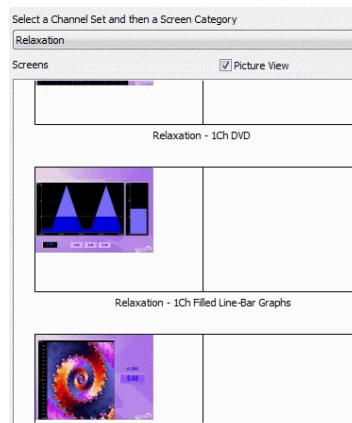 Select a Channel Set and then a Screen Category
Relaxation
Screens
Picture View
Relaxation - 1Ch DVD
Relaxation - 1Ch Filled Line-Bar Graphs